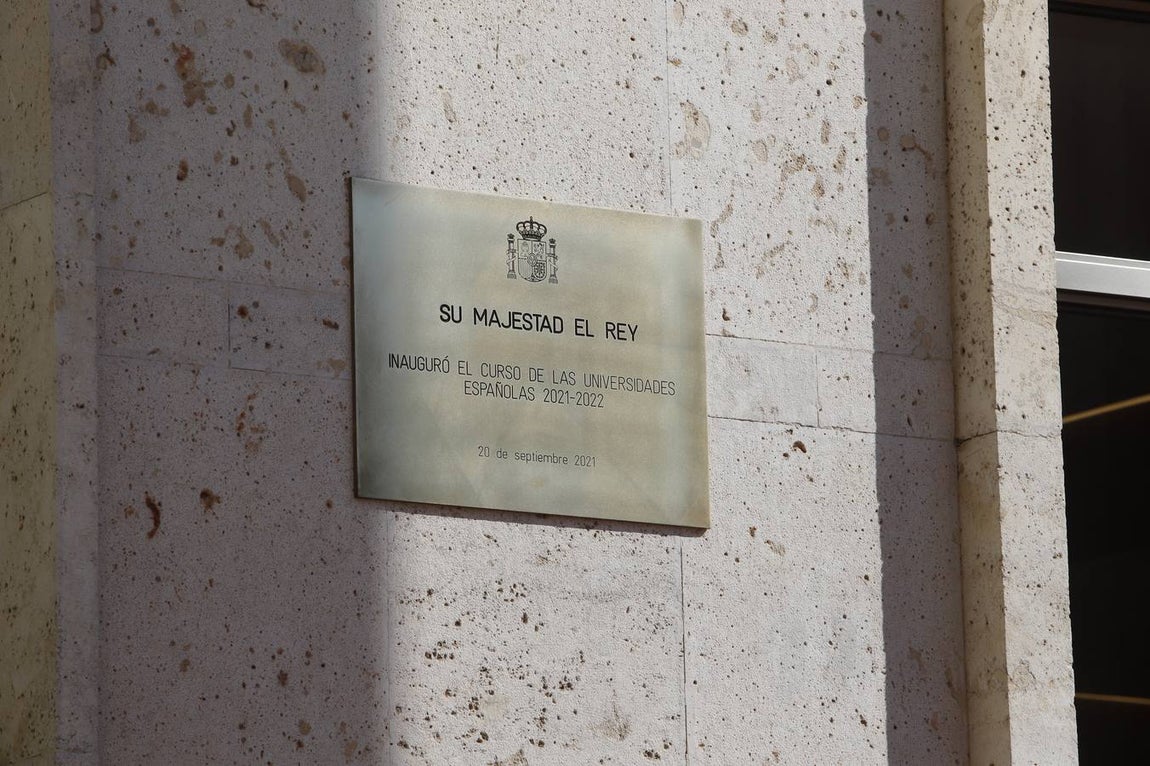 SU MAJESTAD EL REY
INAUGURÓ EL CURSO DE LAS UNIVERSIDADES
ESPAÑOLAS 2021-2022
20 de septiembre 2021